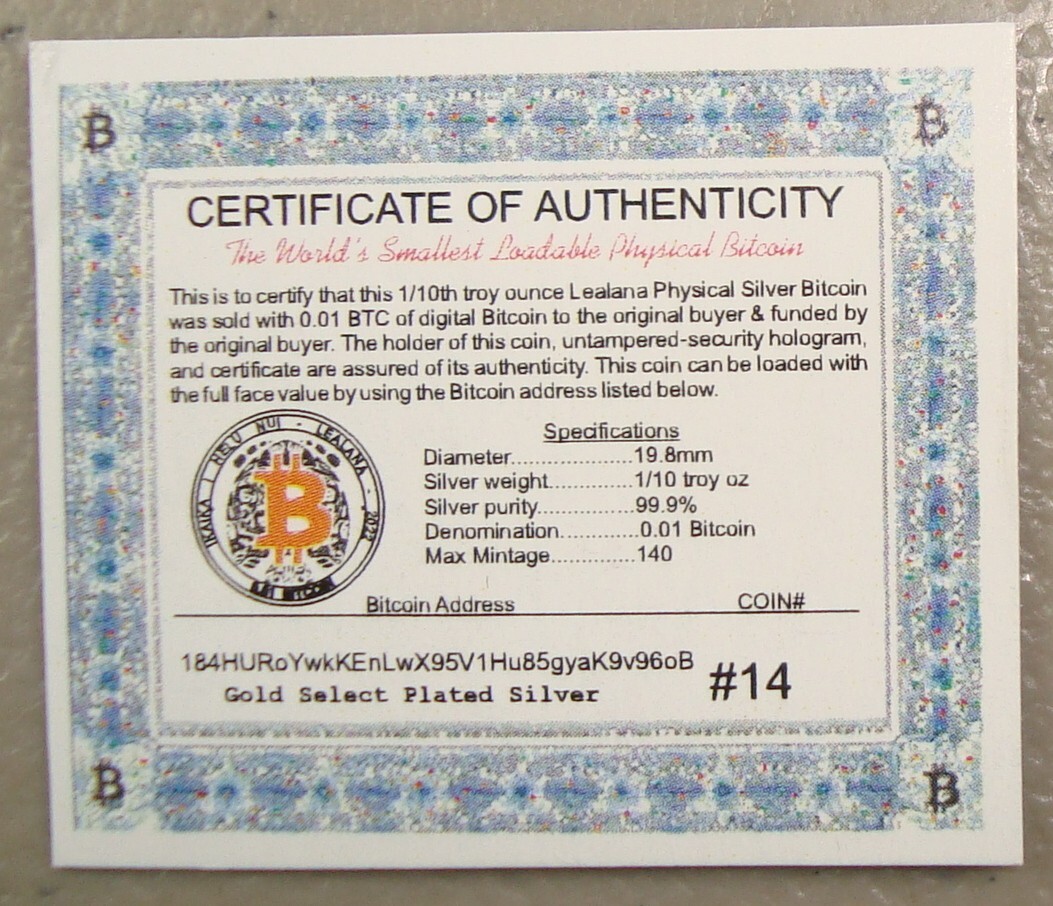 CERTIFICATE OF AUTHENTICITY
The World's Smallest Loadable Physical Bitcoin
This is to certify that this 1/10th troy ounce Lealana Physical Silver Bitcoin
was sold with 0.01 BTC of digital Bitcoin to the original buyer & funded by
the original buyer. The holder of this coin, untampered-security hologram,
and certificate are assured of its authenticity. This coin can be loaded with
the full face value by using the Bitcoin address listed below.
IKAIKA I NELU NUI - LEALANA - 2022
Specifications
Diameter.....................19.8mm
Silver weight..............1/10 troy oz
Silver purity.................99.9%
Denomination..............0.01 Bitcoin
Max Mintage...............140
Bitcoin Address COIN#
184HURoYwkKEnLwX95V1Hu85gyaK9v96oB #14
Gold Select Plated Silver